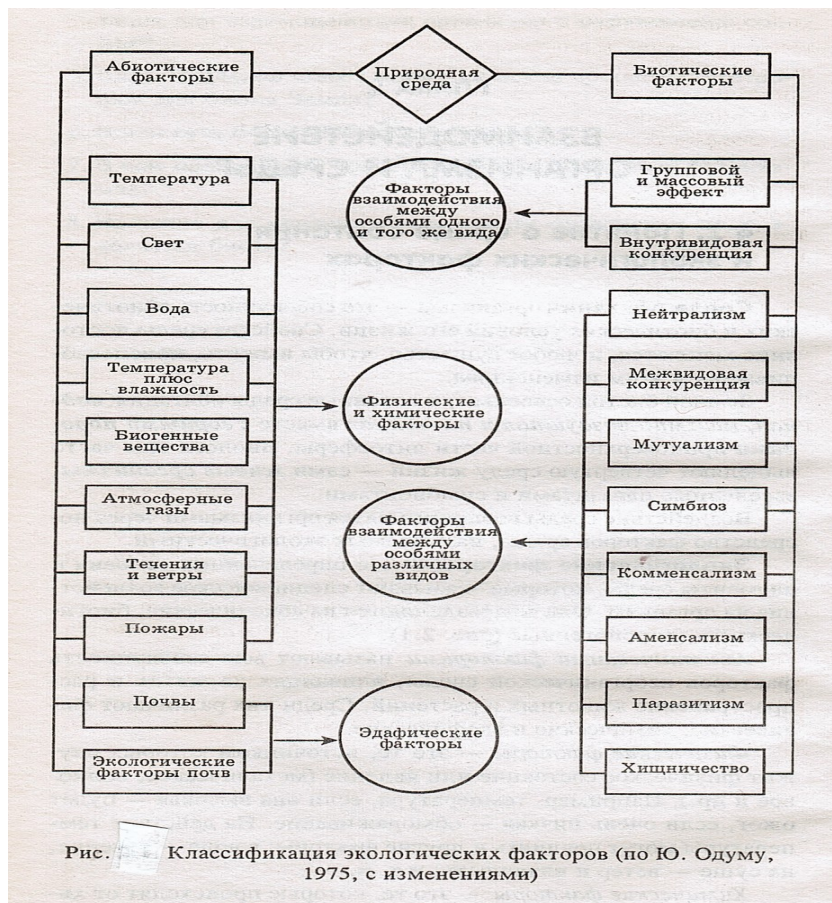 Абиотические
факторы
Природная
среда
Биотические
факторы
Температура
Свет
Вода
Температура
плюс
влажность
Биогенные
вещества
Атмосферные
газы
Течения
и ветры
Пожары
Почвы
Экологические
факторы почв
Факторы
взаимодействия
между
особями одного
и того же вида
Физические
и химические
факторы
Факторы
взаимодействия
между
особями
различных
видов
Эдафические
факторы
Групповой
и массовый
эффект
Внутривидовая
конкуренция
Нейтрализм
Межвидовая
конкуренция
Мутуализм
Симбиоз
Комменсализм
Аменсализм
Паразитизм
Хищничество
Рис. Классификация экологических факторов (по Ю. Одуму,
1975, с изменениями)